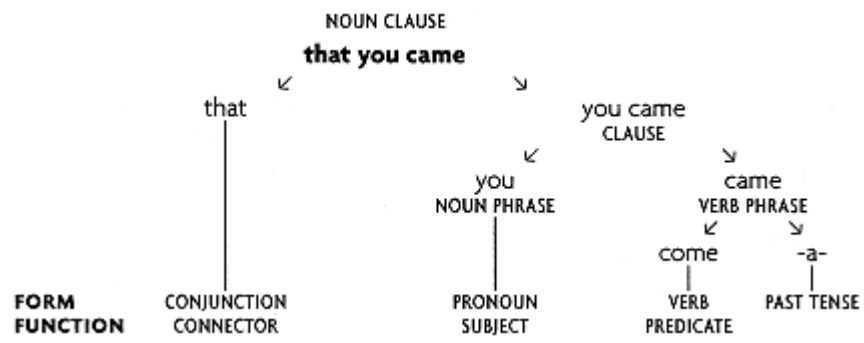 NOUN CLAUSE
that you came
that
you came
CLAUSE
you came
NOUN PHRASE VERB PHRASE
come -a-
FORM CONJUNCTION PRONOUN VERB PAST TENSE
FUNCTION CONNECTOR SUBJECT PREDICATE